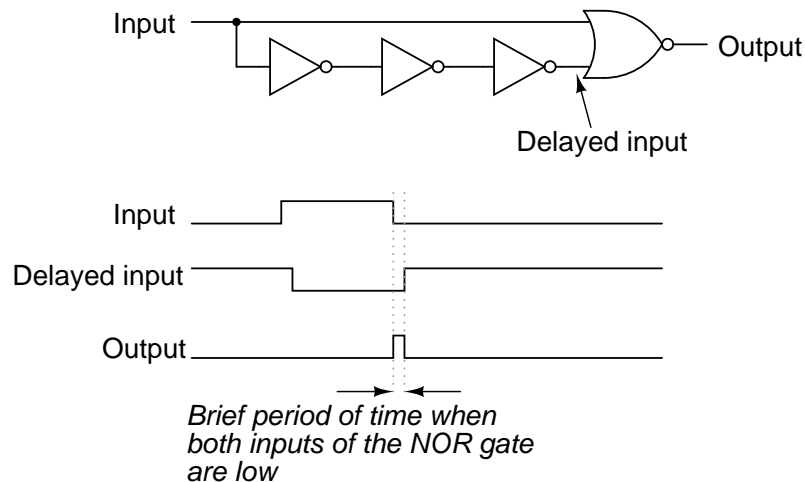 Input
Output
Delayed input
Input
Delayed input
Output
Brief period of time when
both inputs of the NOR gate
are low